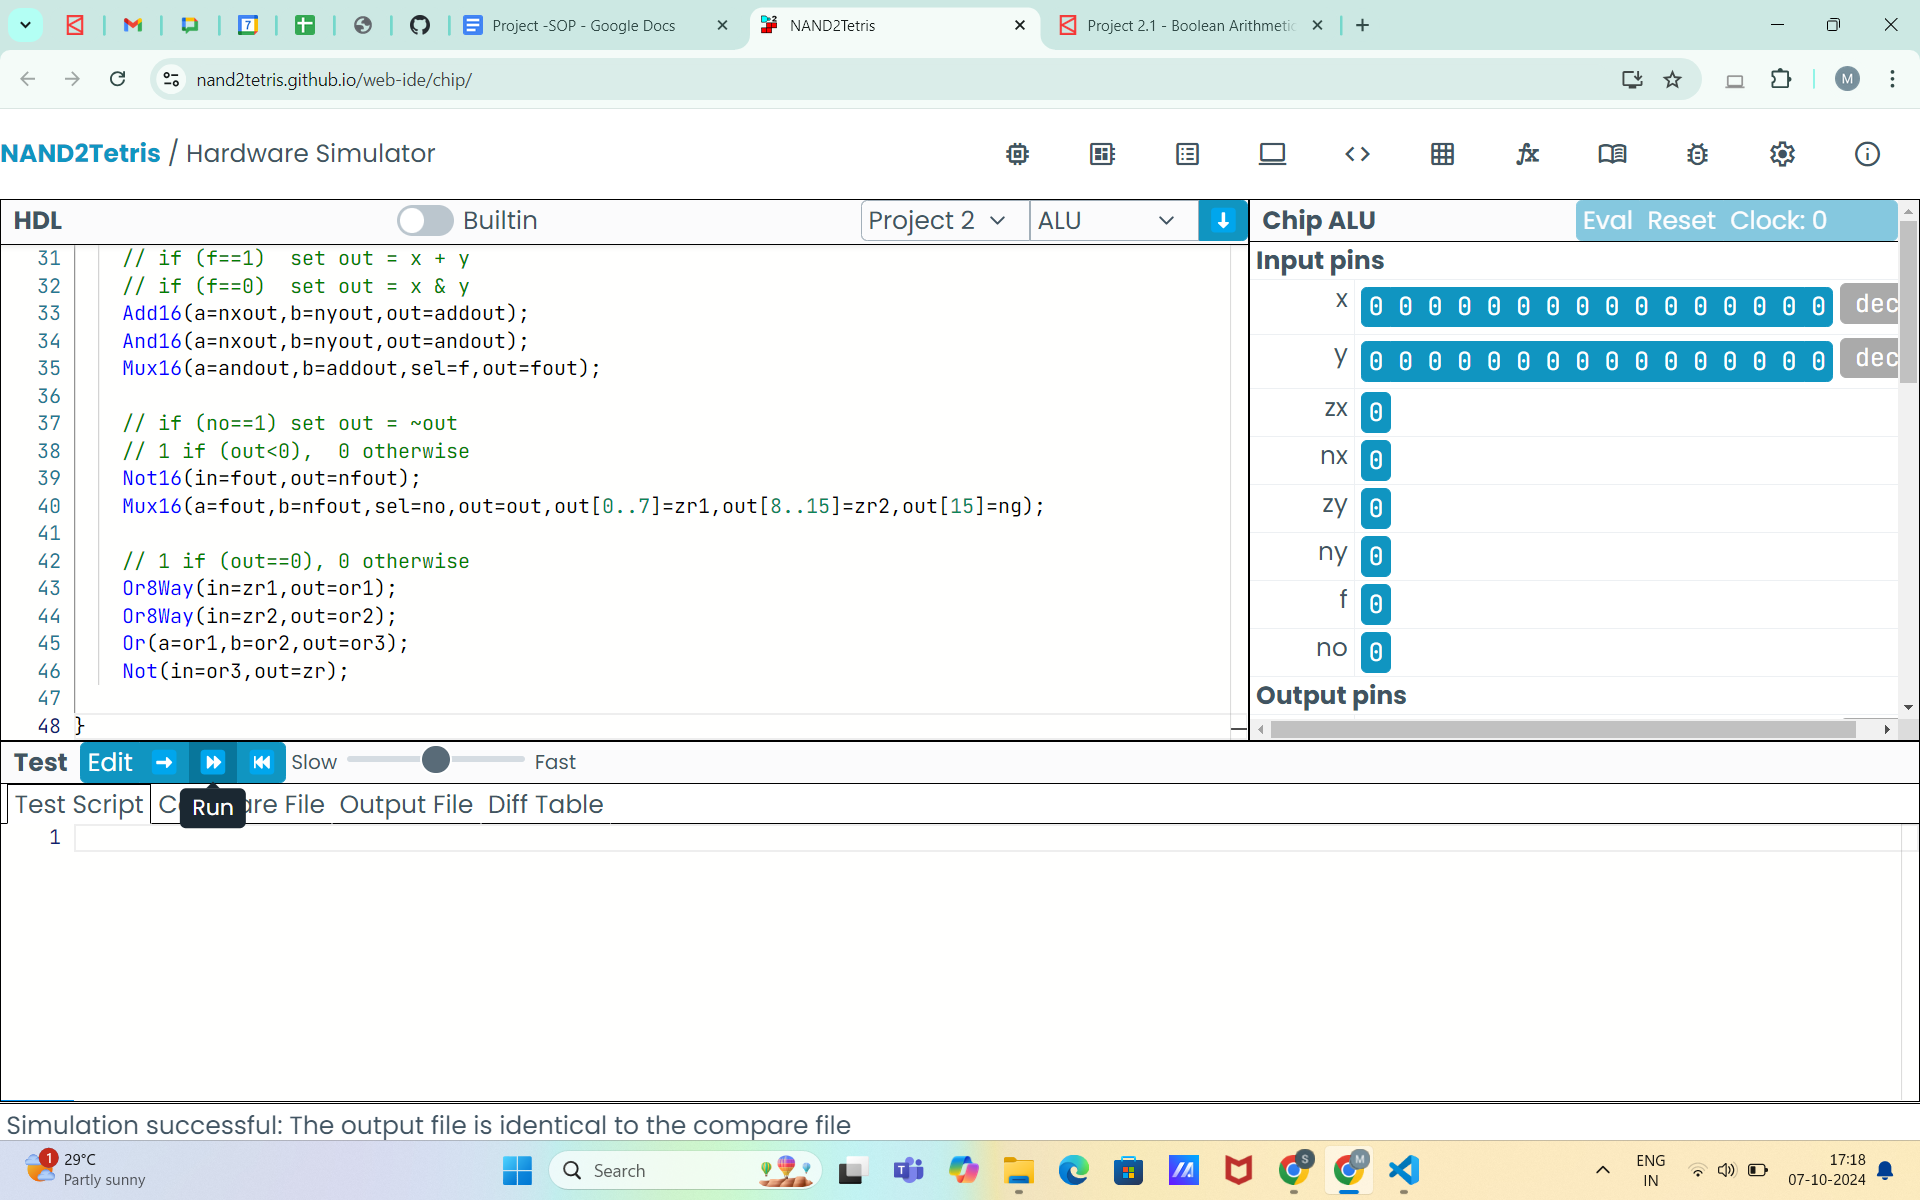 7
Project -SOP - Google Docs
NAND2Tetris
Project 2.1 - Boolean Arithmetic
nand2tetris.github.io/web-ide/chip/
M
NAND2Tetris / Hardware Simulator
HDL Builtin Project 2 ALU
31 // if (f==1)  set out = x + y
32 // if (f==0)  set out = x & y
33 Add16(a=nxout,b=nyout,out=addout);
34 And16(a=nxout,b=nyout,out=andout);
35 Mux16(a=andout,b=addout,sel=f,out=fout);
36
37 // if (no==1) set out = ~out
38 // 1 if (out<0),  0 otherwise
39 Not16(in=fout,out=nfout);
40 Mux16(a=fout,b=nfout,sel=no,out=out,out[0..7]=zr1,out[8..15]=zr2,out[15]=ng);
41
42 // 1 if (out==0), 0 otherwise
43 Or8Way(in=zr1,out=or1);
44 Or8Way(in=zr2,out=or2);
45 Or(a=or1,b=or2,out=or3);
46 Not(in=or3,out=zr);
47
48 }
Chip ALU Eval Reset Clock: 0
Input pins
x 0 0 0 0 0 0 0 0 0 0 0 0 0 0 0 0 dec
y 0 0 0 0 0 0 0 0 0 0 0 0 0 0 0 0 dec
zx 0
nx 0
zy 0
ny 0
f 0
no 0
Output pins
Test Edit Slow Fast
Test Script C re File Output File Diff Table
Run
1
Simulation successful: The output file is identical to the compare file
1 29°C
Partly sunny
Search
S
M
ENG
IN
17:18
07-10-2024